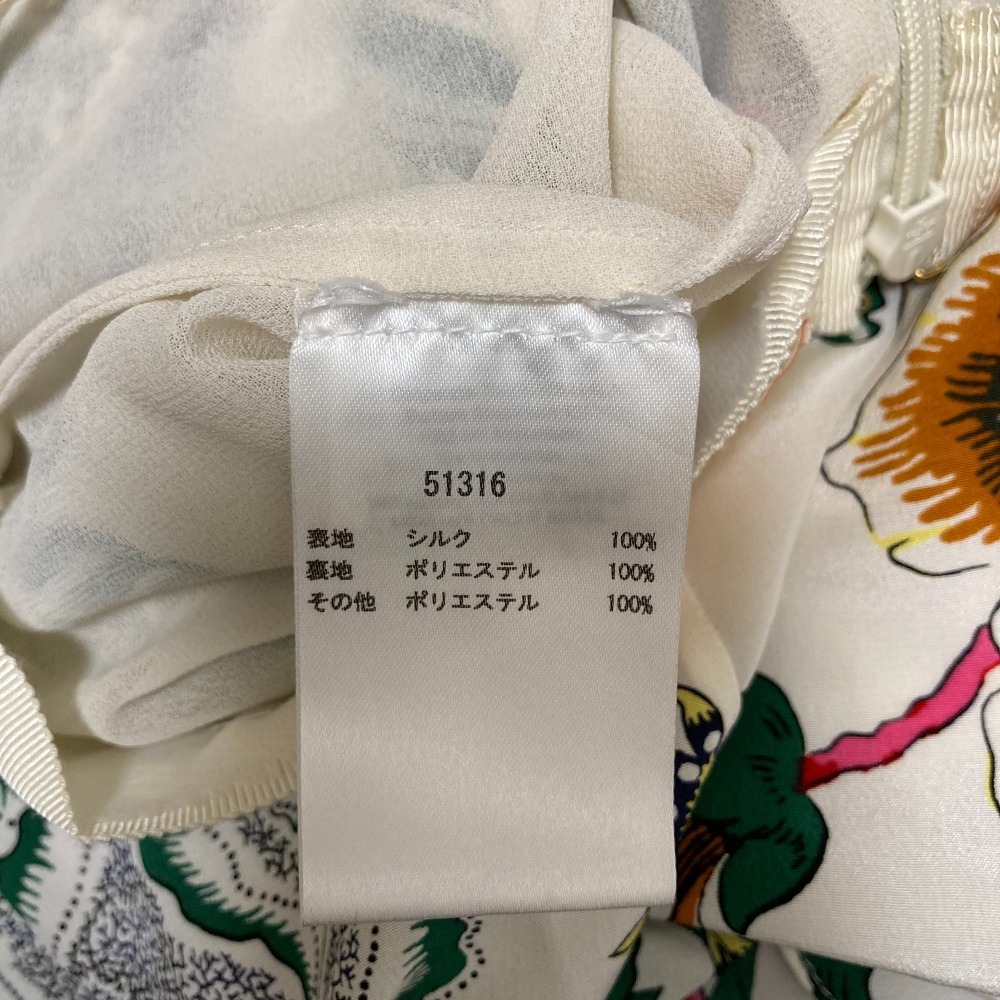 51316
表地 シルク 100%
裏地 ポリエステル 100%
その他 ポリエステル 100%